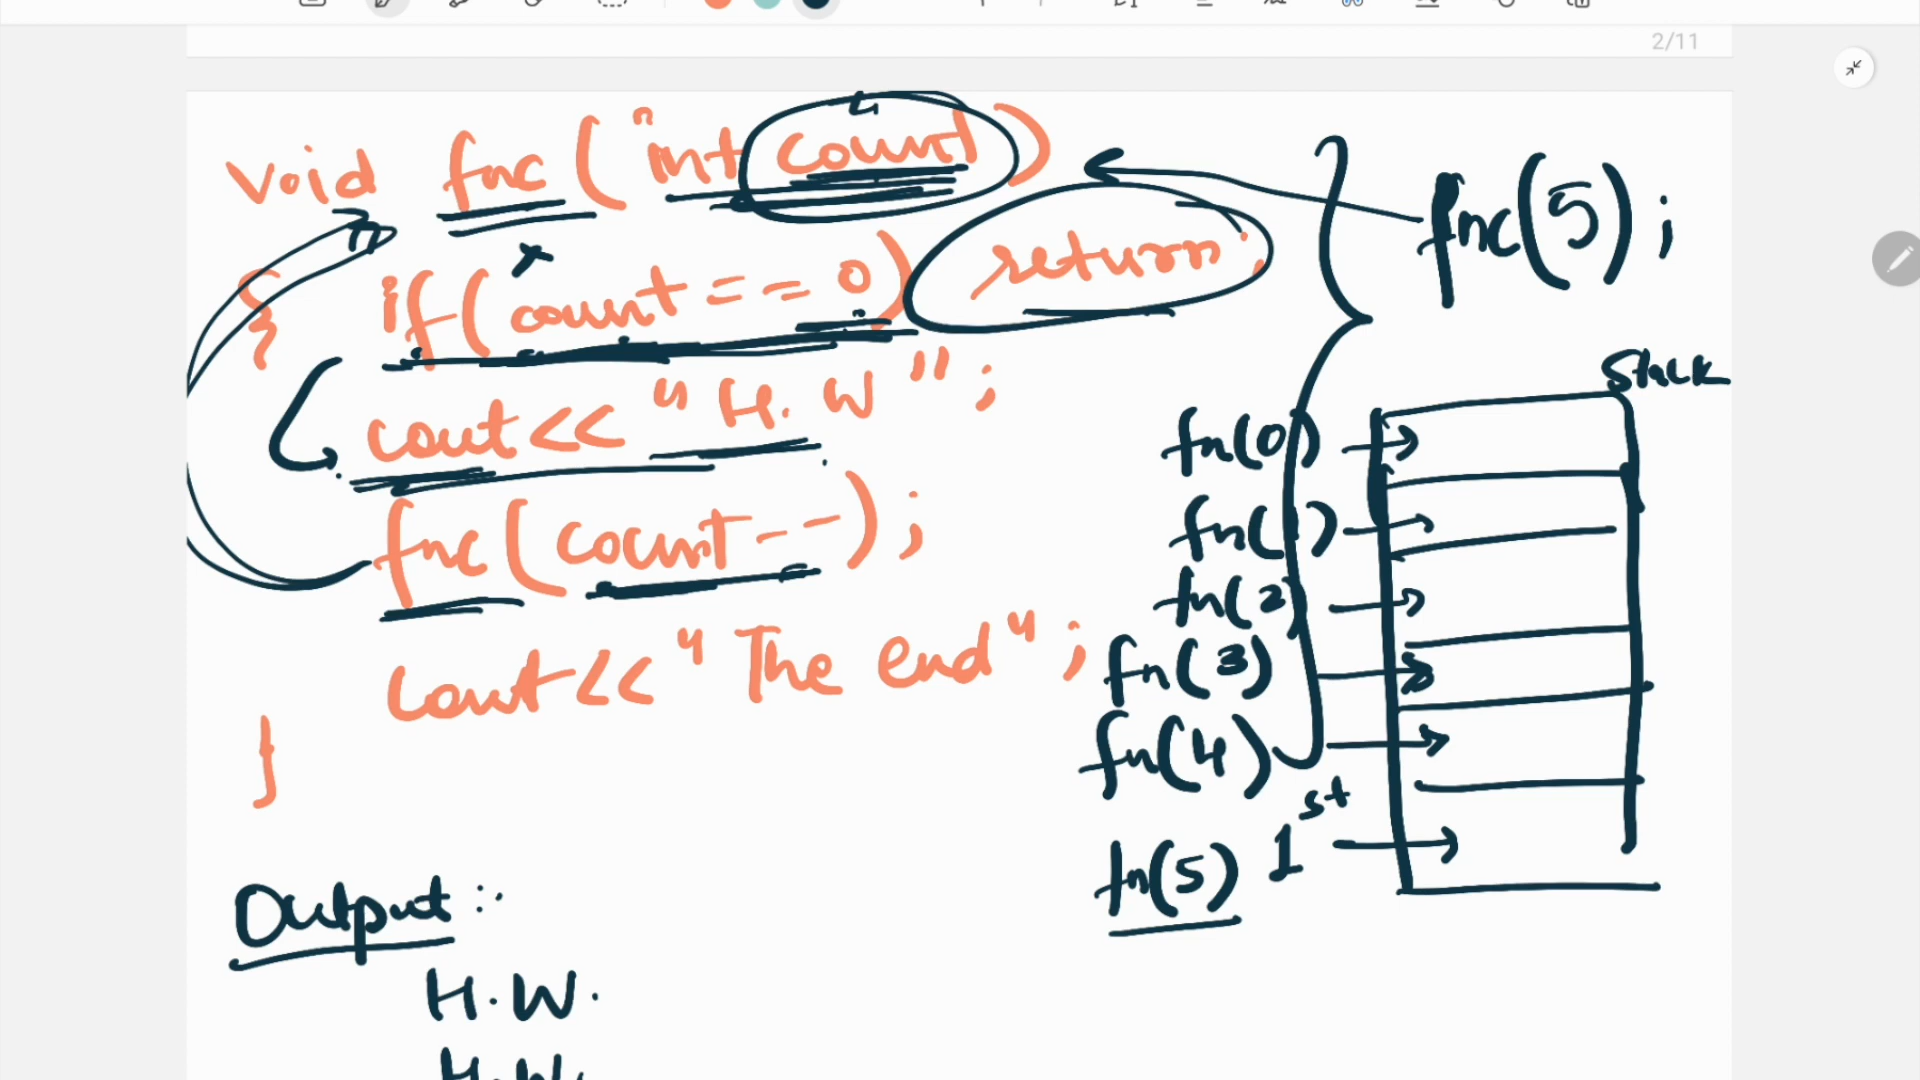 2/11
void fnc (int count)
fnc(5);
{ if(count == 0) return;
Stack
cout<< "H.W";
fn(0)
fnc(count--);
fn(1)
fn(2)
cout<< "The end";
fn(3)
fn(4)
}
fn(5) 1st
Output :-
H.W.
H.W.